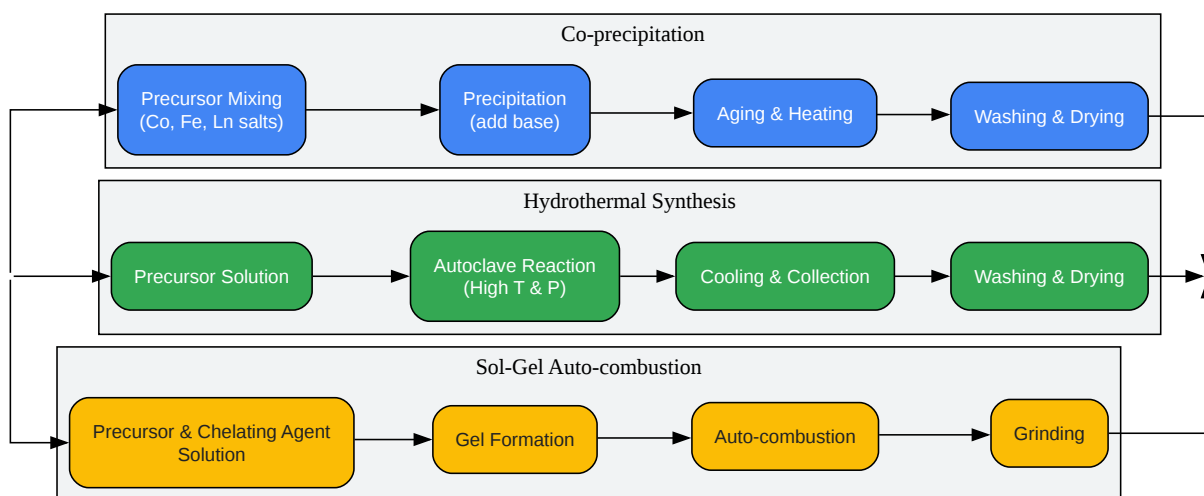 Co-precipitation
Precursor Mixing
(Co, Fe, Ln salts)
Precipitation
(add base)
Aging & Heating
Washing & Drying
Hydrothermal Synthesis
Precursor Solution
Autoclave Reaction
(High T & P)
Cooling & Collection
Washing & Drying
Sol-Gel Auto-combustion
Precursor & Chelating Agent
Solution
Gel Formation
Auto-combustion
Grinding